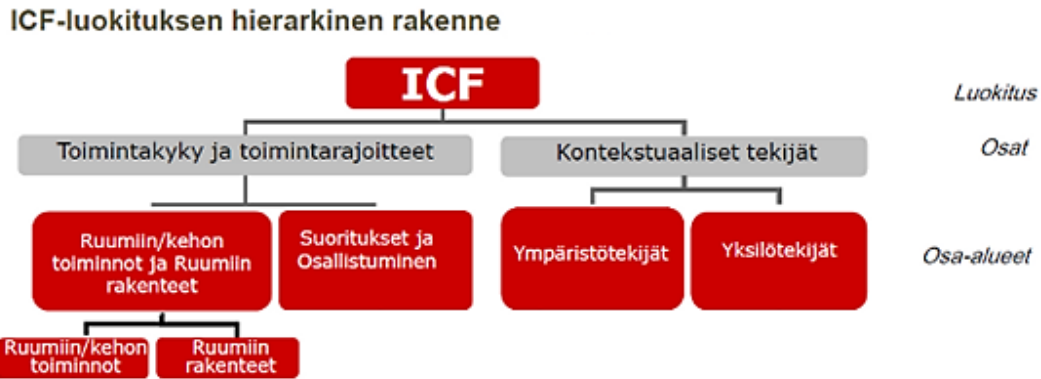 ICF-luokituksen hierarkinen rakenne
ICF
Luokitus
Toimintakyky ja toimintarajoitteet
Kontekstuaaliset tekijät
Osat
Ruumiin/kehon
toiminnot ja Ruumiin
rakenteet
Suoritukset ja
Osallistuminen
Ympäristötekijät
Yksilötekijät
Osa-alueet
Ruumiin/kehon
toiminnot
Ruumiin
rakenteet